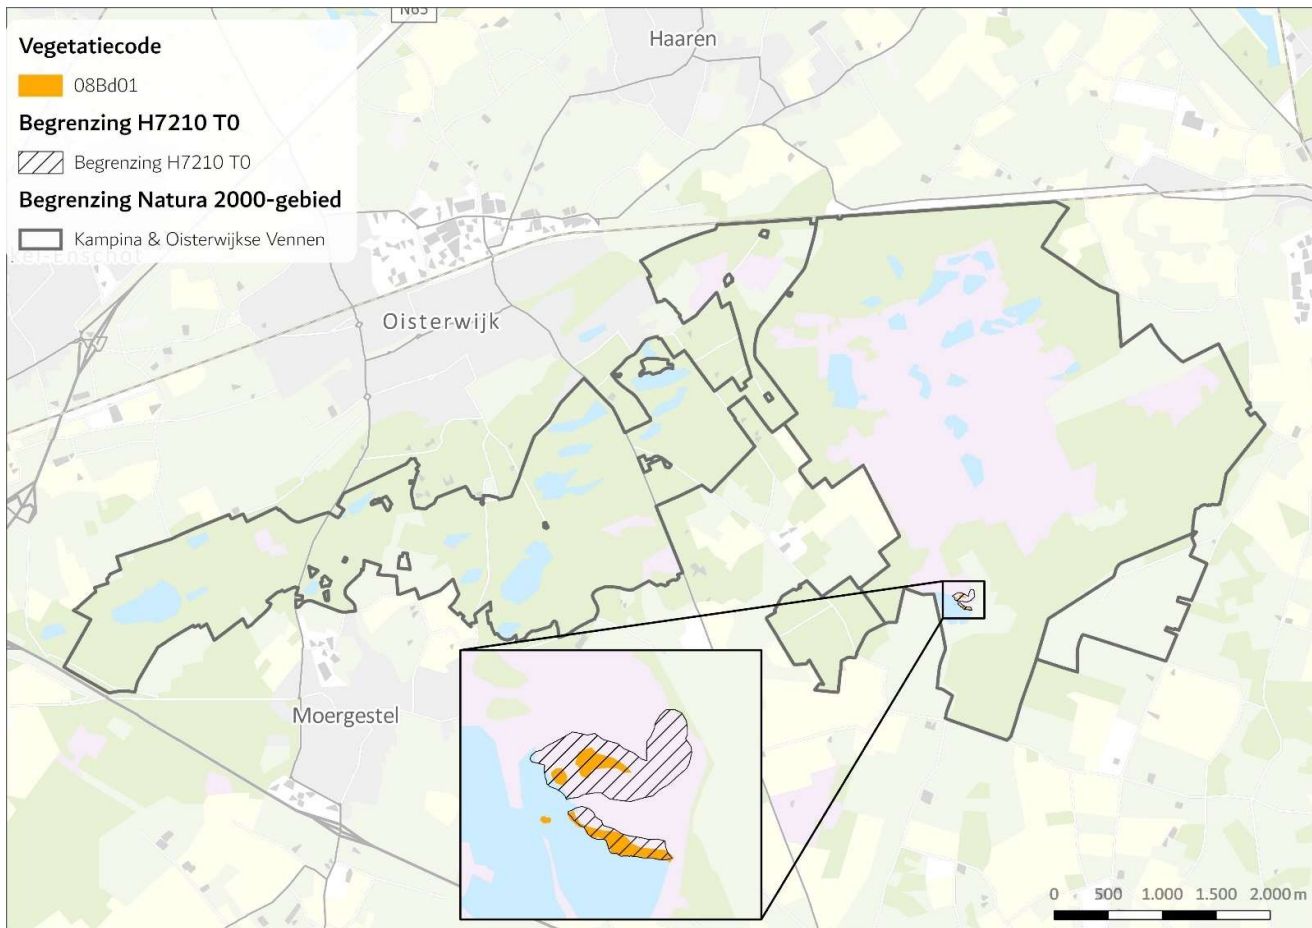 N65
Haaren
Vegetatiecode
08Bd01
Begrenzing H7210 T0
Begrenzing H7210 T0
Begrenzing Natura 2000-gebied
Kampina & Oisterwijkse Vennen
Oisterwijk
Moergestel
0 500 1.000 1.500 2.000 m